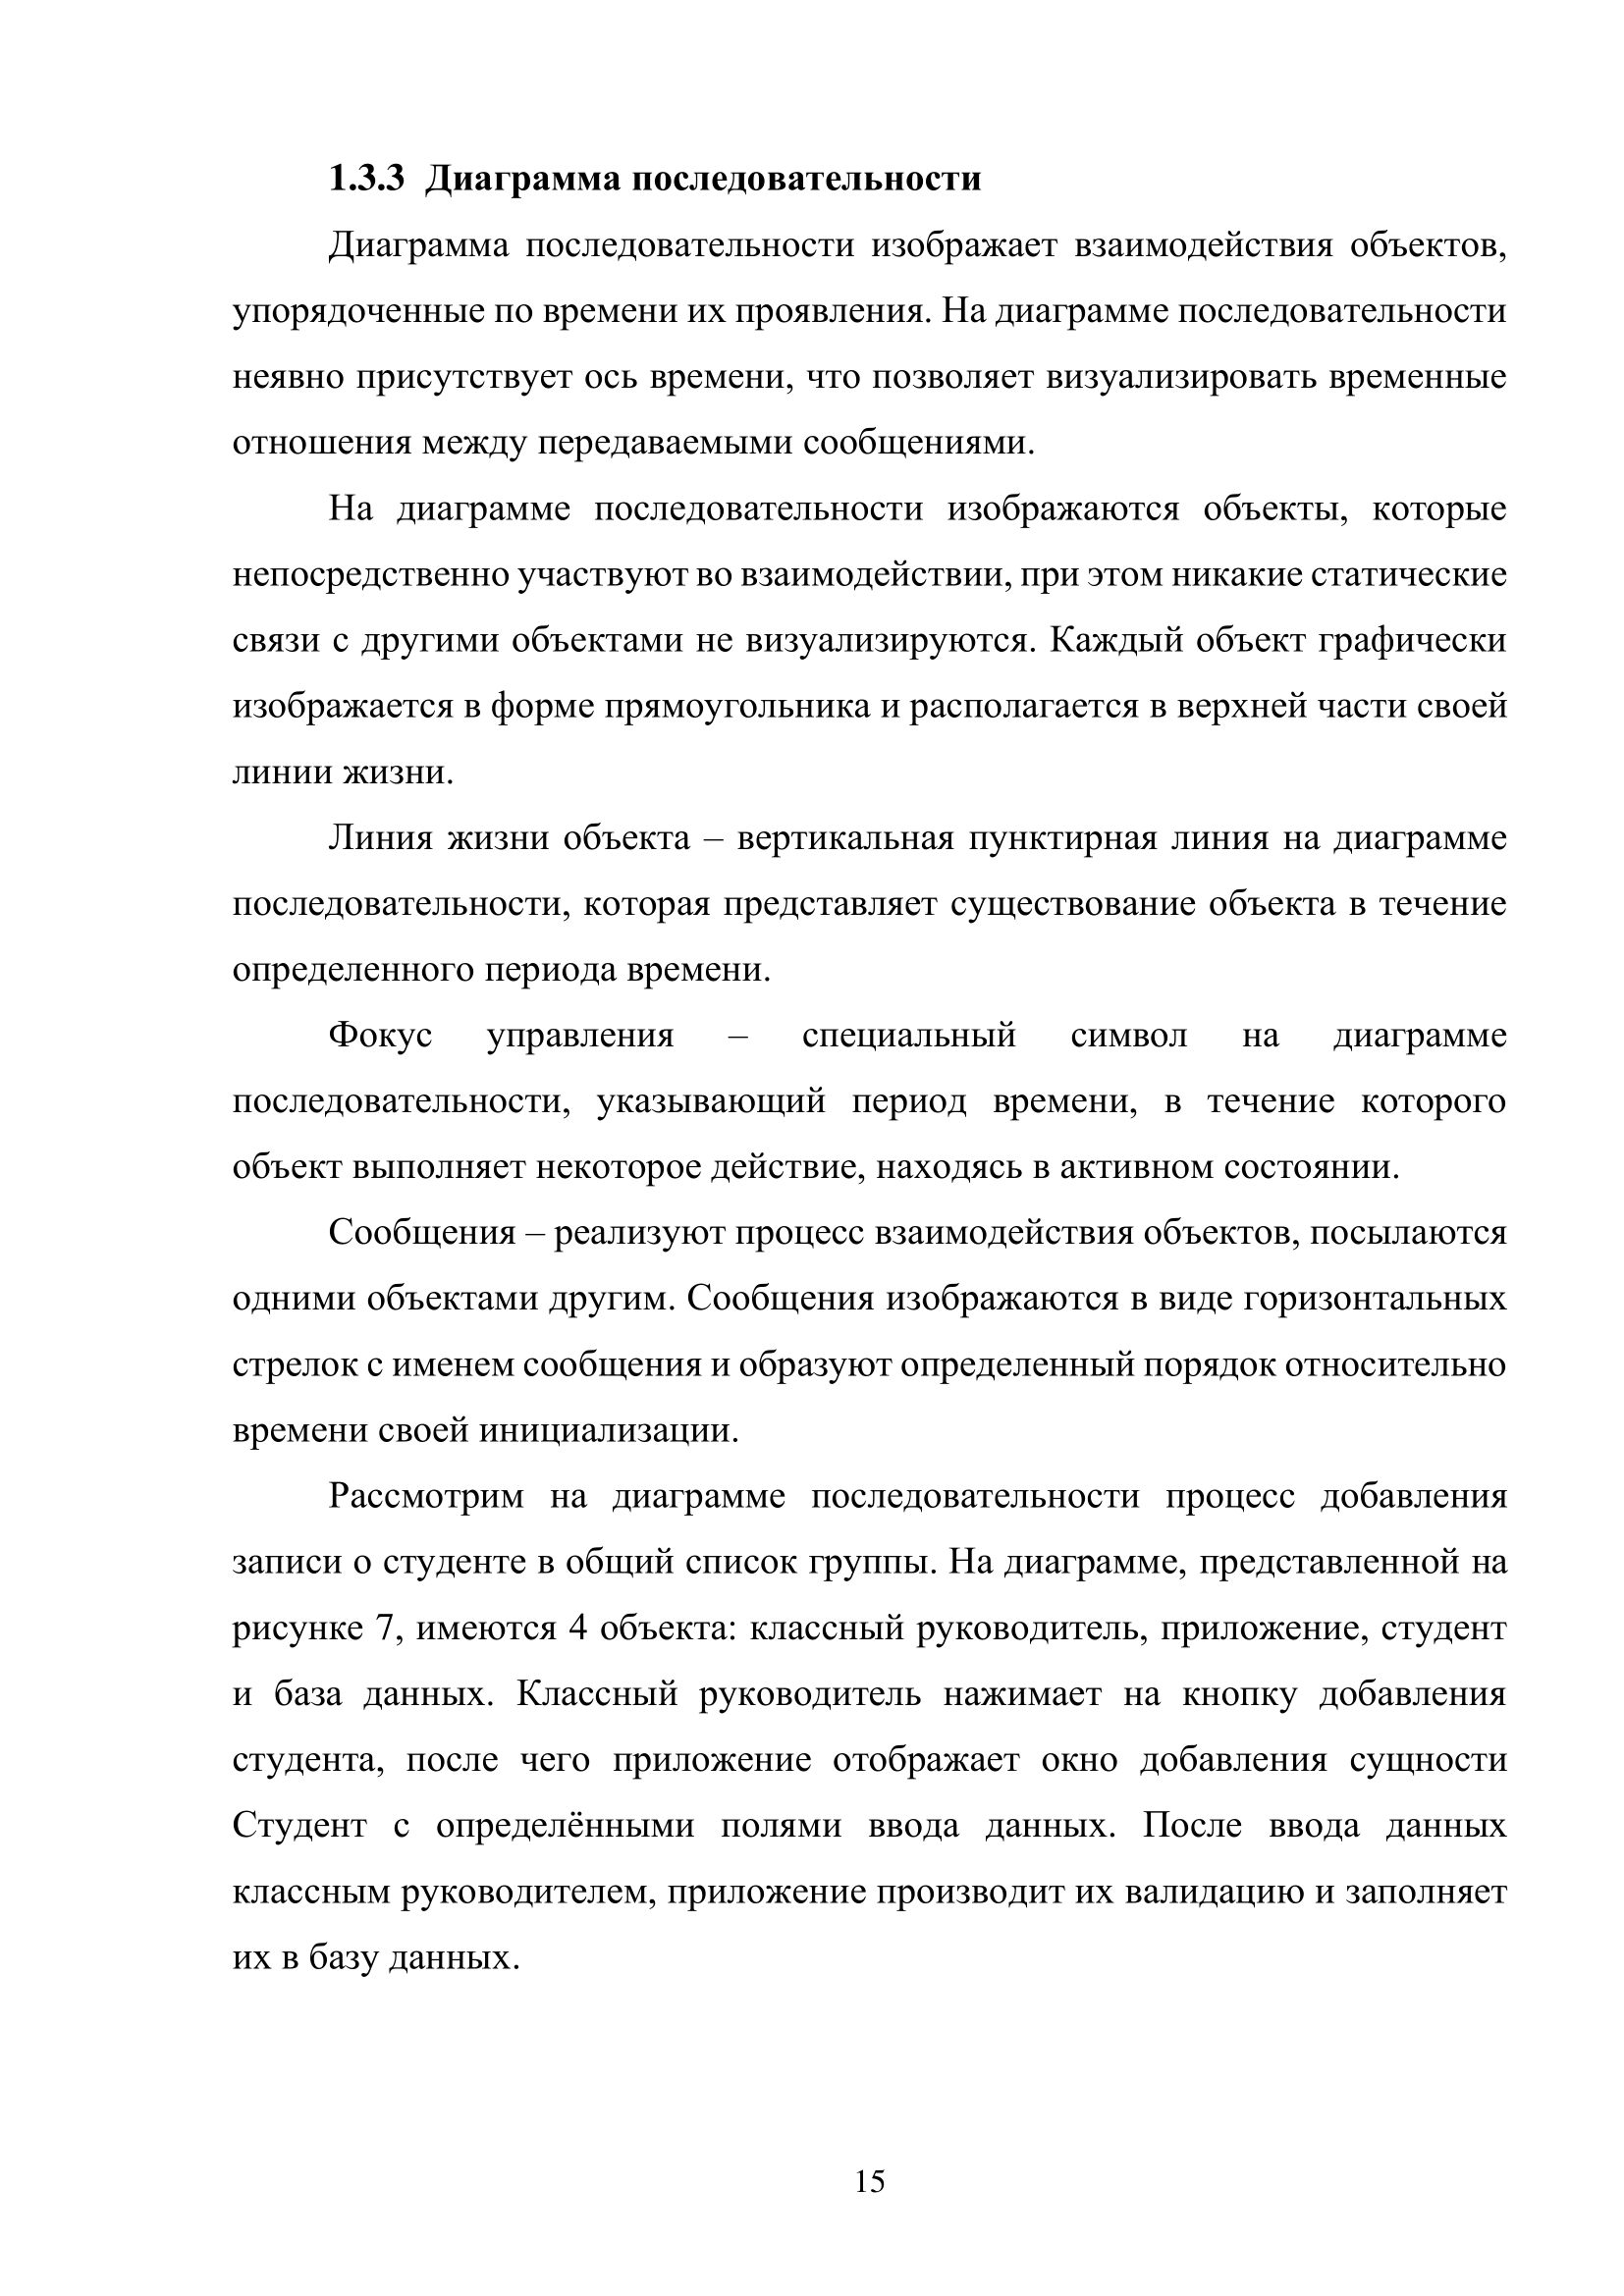 1.3.3 Диаграмма последовательности
Диаграмма последовательности изображает взаимодействия объектов,
упорядоченные по времени их проявления. На диаграмме последовательности
неявно присутствует ось времени, что позволяет визуализировать временные
отношения между передаваемыми сообщениями.
На диаграмме последовательности изображаются объекты, которые
непосредственно участвуют во взаимодействии, при этом никакие статические
связи с другими объектами не визуализируются. Каждый объект графически
изображается в форме прямоугольника и располагается в верхней части своей
линии жизни.
Линия жизни объекта – вертикальная пунктирная линия на диаграмме
последовательности, которая представляет существование объекта в течение
определенного периода времени.
Фокус управления – специальный символ на диаграмме
последовательности, указывающий период времени, в течение которого
объект выполняет некоторое действие, находясь в активном состоянии.
Сообщения – реализуют процесс взаимодействия объектов, посылаются
одними объектами другим. Сообщения изображаются в виде горизонтальных
стрелок с именем сообщения и образуют определенный порядок относительно
времени своей инициализации.
Рассмотрим на диаграмме последовательности процесс добавления
записи о студенте в общий список группы. На диаграмме, представленной на
рисунке 7, имеются 4 объекта: классный руководитель, приложение, студент
и база данных. Классный руководитель нажимает на кнопку добавления
студента, после чего приложение отображает окно добавления сущности
Студент с определёнными полями ввода данных. После ввода данных
классным руководителем, приложение производит их валидацию и заполняет
их в базу данных.
15